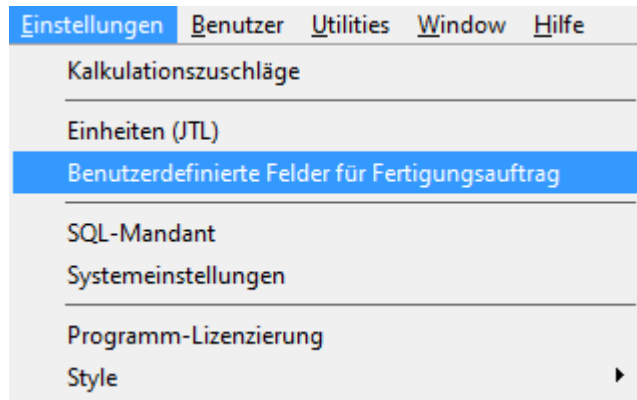 Einstellungen Benutzer Utilities Window Hilfe
Kalkulationszuschläge
Einheiten (JTL)
Benutzerdefinierte Felder für Fertigungsauftrag
SQL-Mandant
Systemeinstellungen
Programm-Lizenzierung
Style